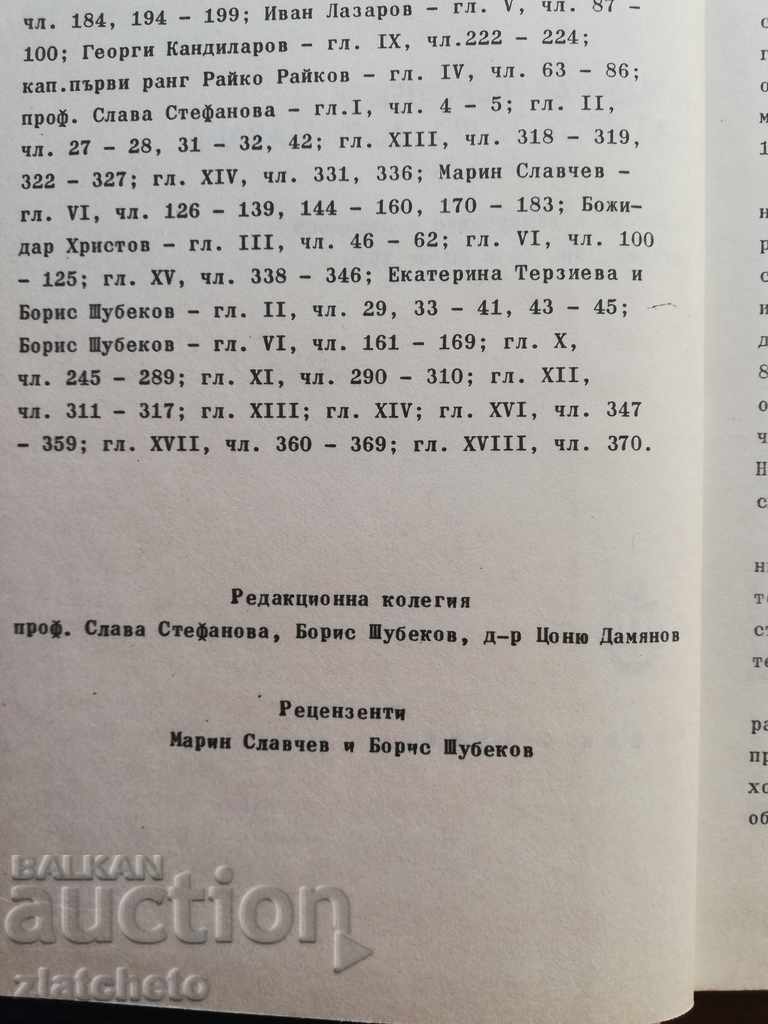 чл. 184, 194 – 199; Иван Лазаров – гл. V, чл. 87 –
100; Георги Кандиларов – гл. IX, чл.222 – 224;
кап.първи ранг Райко Райков – гл. IV, чл. 63 – 86;
проф. Слава Стефанова – гл.I, чл. 4 – 5; гл. II,
чл. 27 – 28, 31 – 32, 42; гл. XIII, чл. 318 – 319,
322 – 327; гл. XIV, чл. 331, 336; Марин Славчев –
гл. VI, чл. 126 – 139, 144 – 160, 170 – 183; Божи-
дар Христов – гл. III, чл. 46 – 62; гл. VI, чл. 100
– 125; гл. XV, чл. 338 – 346; Екатерина Терзиева и
Борис Шубеков – гл. II, чл. 29, 33 – 41, 43 – 45;
Борис Шубеков – гл. VI, чл. 161 – 169; гл. X,
чл. 245 – 289; гл. XI, чл. 290 – 310; гл. XII,
чл. 311 – 317; гл. XIII; гл. XIV; гл. XVI, чл. 347
– 359; гл. XVII, чл. 360 – 369; гл. XVIII, чл. 370.
Редакционна колегия
проф. Слава Стефанова, Борис Шубеков, д-р Цоню Дамянов
Рецензенти
Марин Славчев и Борис Шубеков
BALKAN
auction
zlatcheto